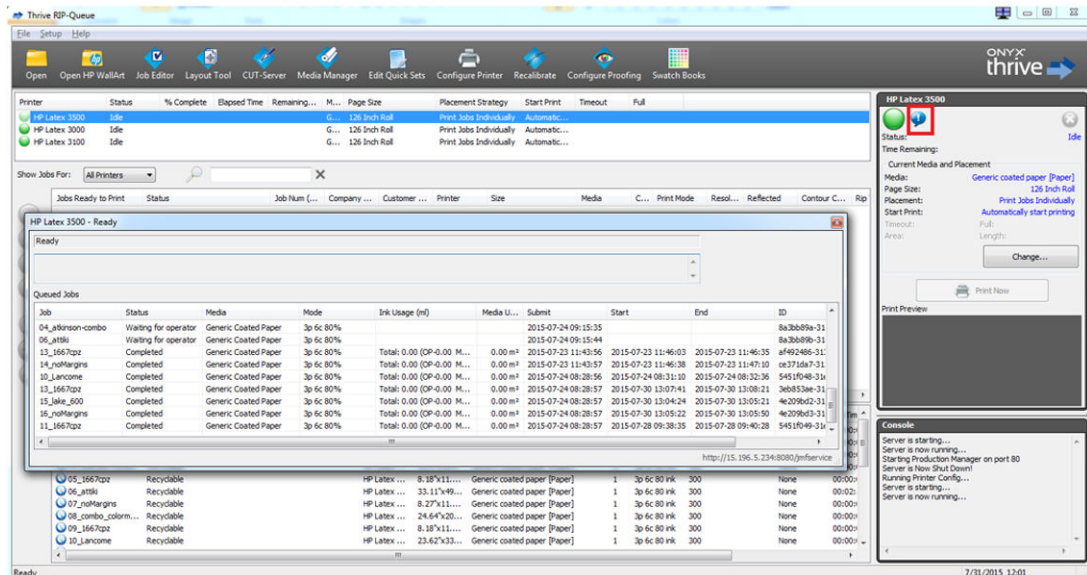 Thrive RIP-Queue
File Setup Help
Open Open HP WallArt Job Editor Layout Tool CUT-Server Media Manager Edit Quick Sets Configure Printer Recalibrate Configure Proofing Swatch Books
ONYX
thrive
Printer Status % Complete Elapsed Time Remaining... M... Page Size Placement Strategy Start Print Timeout Full
HP Latex 3500 Idle G... 126 Inch Roll Print Jobs Individually Automatic...
HP Latex 3000 Idle G... 126 Inch Roll Print Jobs Individually Automatic...
HP Latex 3100 Idle G... 126 Inch Roll Print Jobs Individually Automatic...
Show Jobs For: All Printers
Jobs Ready to Print Status Job Num (... Company ... Customer ... Printer Size Media C... Print Mode Resol... Reflected Contour C... Rip
HP Latex 3500 - Ready
Ready
Queued Jobs
Job Status Media Mode Ink Usage (ml) Media U... Submit Start End ID
04_atkinson-combo Waiting for operator Generic Coated Paper 3p 6c 80% 2015-07-24 09:15:35 8a3bb89a-31
06_attiki Waiting for operator Generic Coated Paper 3p 6c 80% 2015-07-24 09:15:44 8a3bb89b-31
13_1667cpz Completed Generic Coated Paper 3p 6c 80% Total: 0.00 (OP-0.00 M... 0.00 m² 2015-07-23 11:43:56 2015-07-23 11:46:03 2015-07-23 11:46:35 af492486-31
14_noMargins Completed Generic Coated Paper 3p 6c 80% Total: 0.00 (OP-0.00 M... 0.00 m² 2015-07-23 11:43:57 2015-07-23 11:46:38 2015-07-23 11:47:10 ce371da7-31
10_Lancome Completed Generic Coated Paper 3p 6c 80% Total: 0.00 (OP-0.00 M... 0.00 m² 2015-07-24 08:28:56 2015-07-24 08:31:10 2015-07-24 08:32:36 5451f048-31
13_1667cpz Completed Generic Coated Paper 3p 6c 80% Total: 0.00 (OP-0.00 M... 0.00 m² 2015-07-24 08:28:57 2015-07-30 13:07:41 2015-07-30 13:08:21 3eb853ae-31
15_lake_600 Completed Generic Coated Paper 3p 6c 80% Total: 0.00 (OP-0.00 M... 0.00 m² 2015-07-24 08:28:57 2015-07-30 13:04:24 2015-07-30 13:05:21 4e209bd2-31
16_noMargins Completed Generic Coated Paper 3p 6c 80% Total: 0.00 (OP-0.00 M... 0.00 m² 2015-07-24 08:28:57 2015-07-30 13:05:22 2015-07-30 13:05:50 4e209bd3-31
11_1667cpz Completed Generic Coated Paper 3p 6c 80% Total: 0.00 (OP-0.00 M... 0.00 m² 2015-07-24 08:28:57 2015-07-28 09:38:35 2015-07-28 09:40:28 5451f049-31
http://15.196.5.234:8080/jmfservice
05_1667cpz Recyclable HP Latex ... 8.18"x11.... Generic coated paper [Paper] 1 3p 6c 80 ink 300 None 00:00:
06_attiki Recyclable HP Latex ... 33.11"x49... Generic coated paper [Paper] 1 3p 6c 80 ink 300 None 00:02:
07_noMargins Recyclable HP Latex ... 8.27"x11.... Generic coated paper [Paper] 1 3p 6c 80 ink 300 None 00:00:
08_combo_colorm... Recyclable HP Latex ... 24.64"x20... Generic coated paper [Paper] 1 3p 6c 80 ink 300 None 00:00:
09_1667cpz Recyclable HP Latex ... 8.18"x11.... Generic coated paper [Paper] 1 3p 6c 80 ink 300 None 00:00:
10_Lancome Recyclable HP Latex ... 23.62"x33... Generic coated paper [Paper] 1 3p 6c 80 ink 300 None 00:00:
Ready
HP Latex 3500
Status: Idle
Time Remaining:
Current Media and Placement
Media: Generic coated paper [Paper]
Page Size: 126 Inch Roll
Placement: Print Jobs Individually
Start Print: Automatically start printing
Timeout: Full:
Area: Length:
Change...
Print Now
Print Preview
Console
Server is starting...
Server is now running...
Starting Production Manager on port 80
Server is Now Shut Down!
Running Printer Config...
Server is starting...
Server is now running...
7/31/2015 12:01